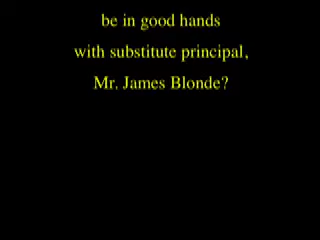 be in good hands
with substitute principal,
Mr. James Blonde?